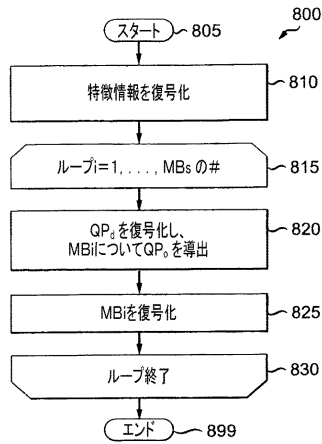 800
スタート
805
特徴情報を復号化
810
ループi=1, . . . , MBs の#
815
QPdを復号化し、
MBiについてQPoを導出
820
MBiを復号化
825
ループ終了
830
エンド
899